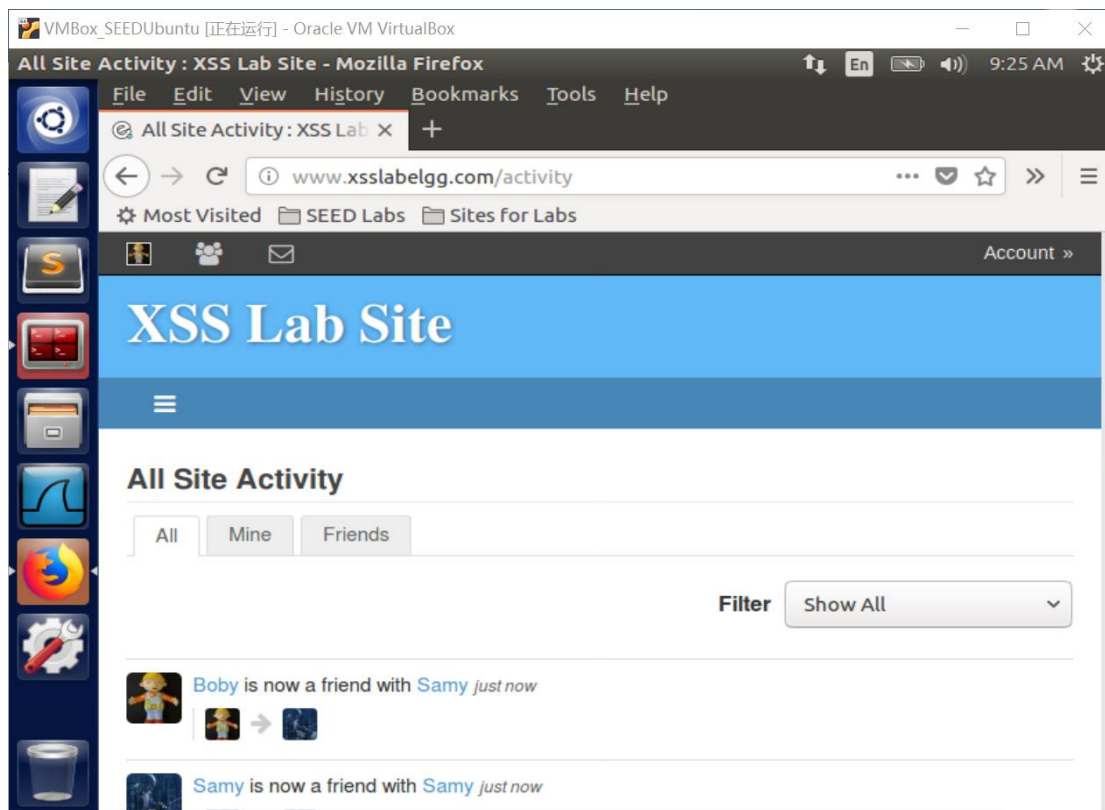 VMBox_SEEDUbuntu [正在运行] - Oracle VM VirtualBox
All Site Activity : XSS Lab Site - Mozilla Firefox En 9:25 AM
File Edit View History Bookmarks Tools Help
All Site Activity : XSS Lab
www.xsslabelgg.com/activity
Most Visited SEED Labs Sites for Labs
Account »
XSS Lab Site
All Site Activity
All Mine Friends
Filter Show All
Boby is now a friend with Samy just now
Samy is now a friend with Samy just now